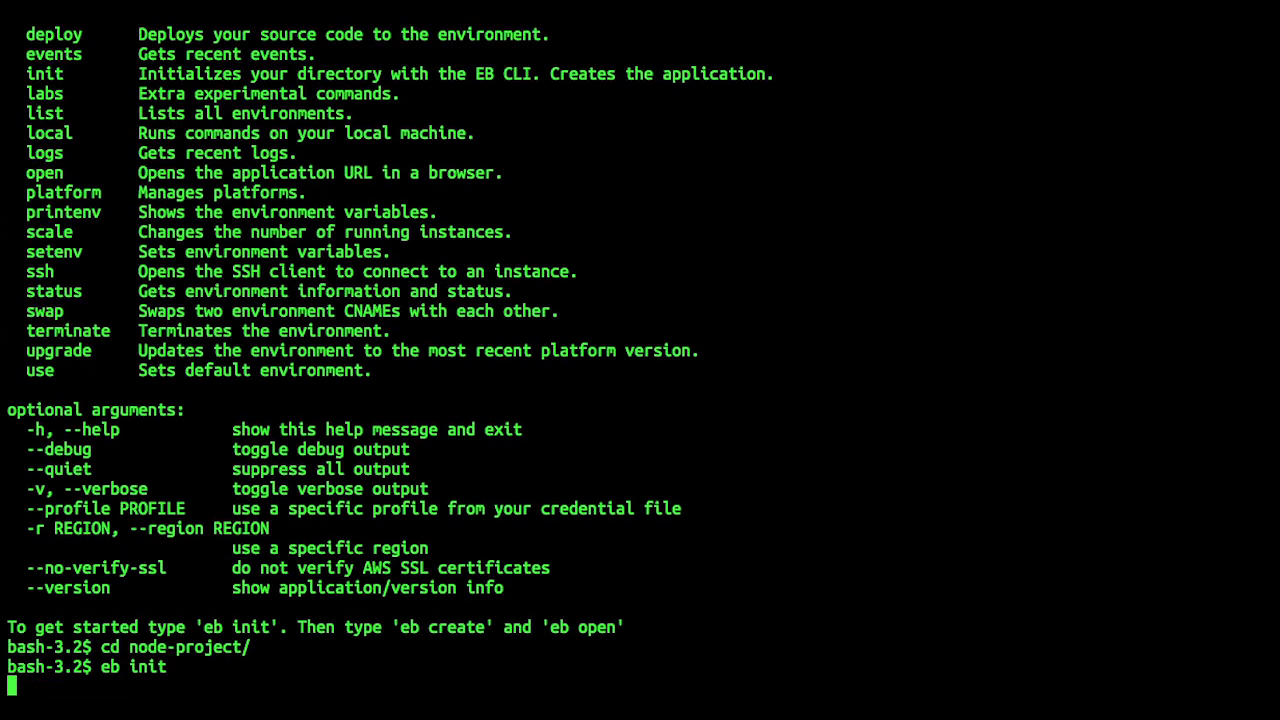 deploy Deploys your source code to the environment.
events Gets recent events.
init Initializes your directory with the EB CLI. Creates the application.
labs Extra experimental commands.
list Lists all environments.
local Runs commands on your local machine.
logs Gets recent logs.
open Opens the application URL in a browser.
platform Manages platforms.
printenv Shows the environment variables.
scale Changes the number of running instances.
setenv Sets environment variables.
ssh Opens the SSH client to connect to an instance.
status Gets environment information and status.
swap Swaps two environment CNAMEs with each other.
terminate Terminates the environment.
upgrade Updates the environment to the most recent platform version.
use Sets default environment.
optional arguments:
-h, --help show this help message and exit
--debug toggle debug output
--quiet suppress all output
-v, --verbose toggle verbose output
--profile PROFILE use a specific profile from your credential file
-r REGION, --region REGION
use a specific region
--no-verify-ssl do not verify AWS SSL certificates
--version show application/version info
To get started type 'eb init'. Then type 'eb create' and 'eb open'
bash-3.2$ cd node-project/
bash-3.2$ eb init